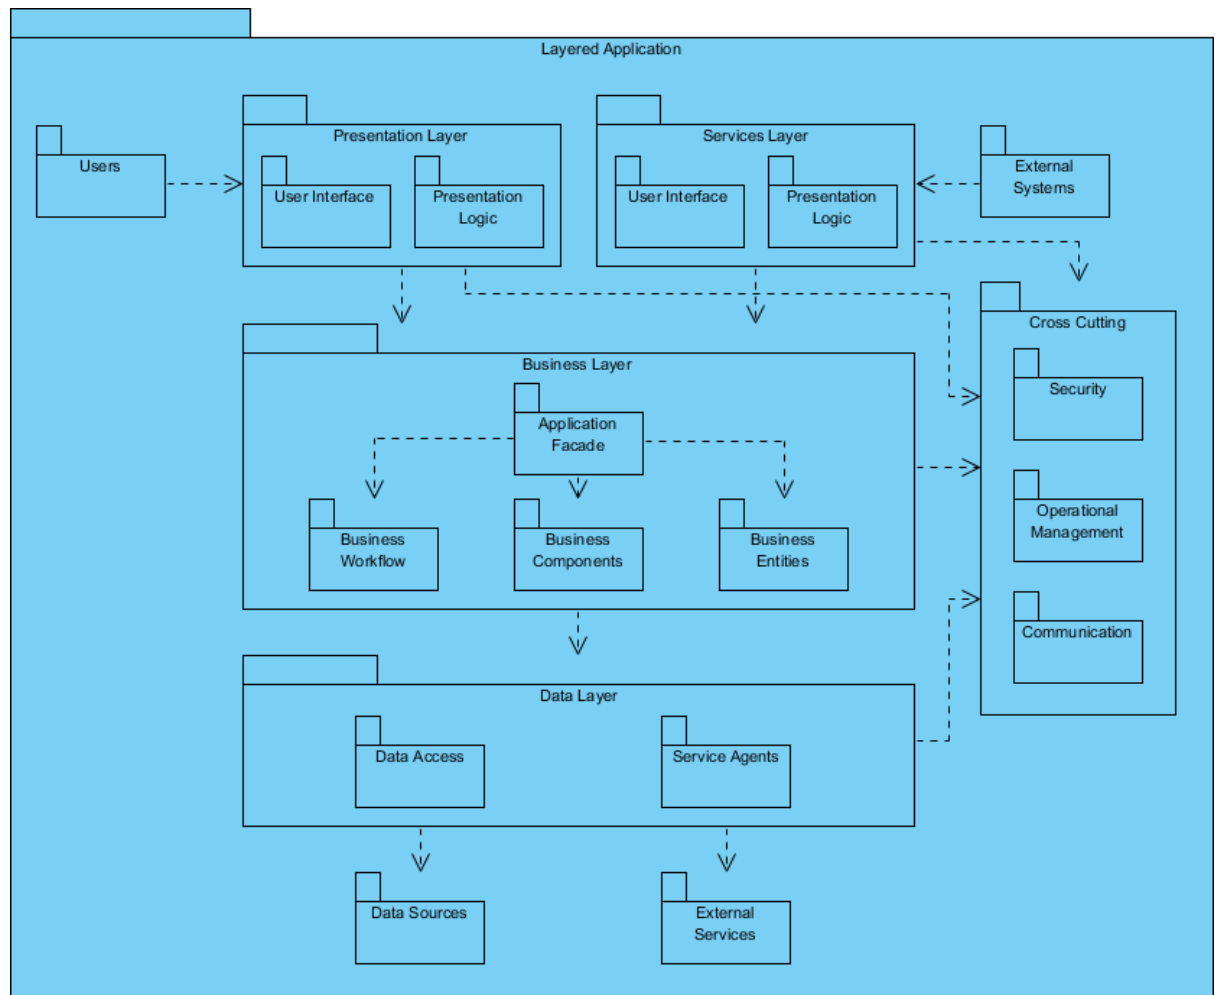 Layered Application
Users
Presentation Layer
User Interface
Presentation
Logic
Services Layer
User Interface
Presentation
Logic
External
Systems
Cross Cutting
Security
Operational
Management
Communication
Business Layer
Application
Facade
Business
Workflow
Business
Components
Business
Entities
Data Layer
Data Access
Service Agents
Data Sources
External
Services